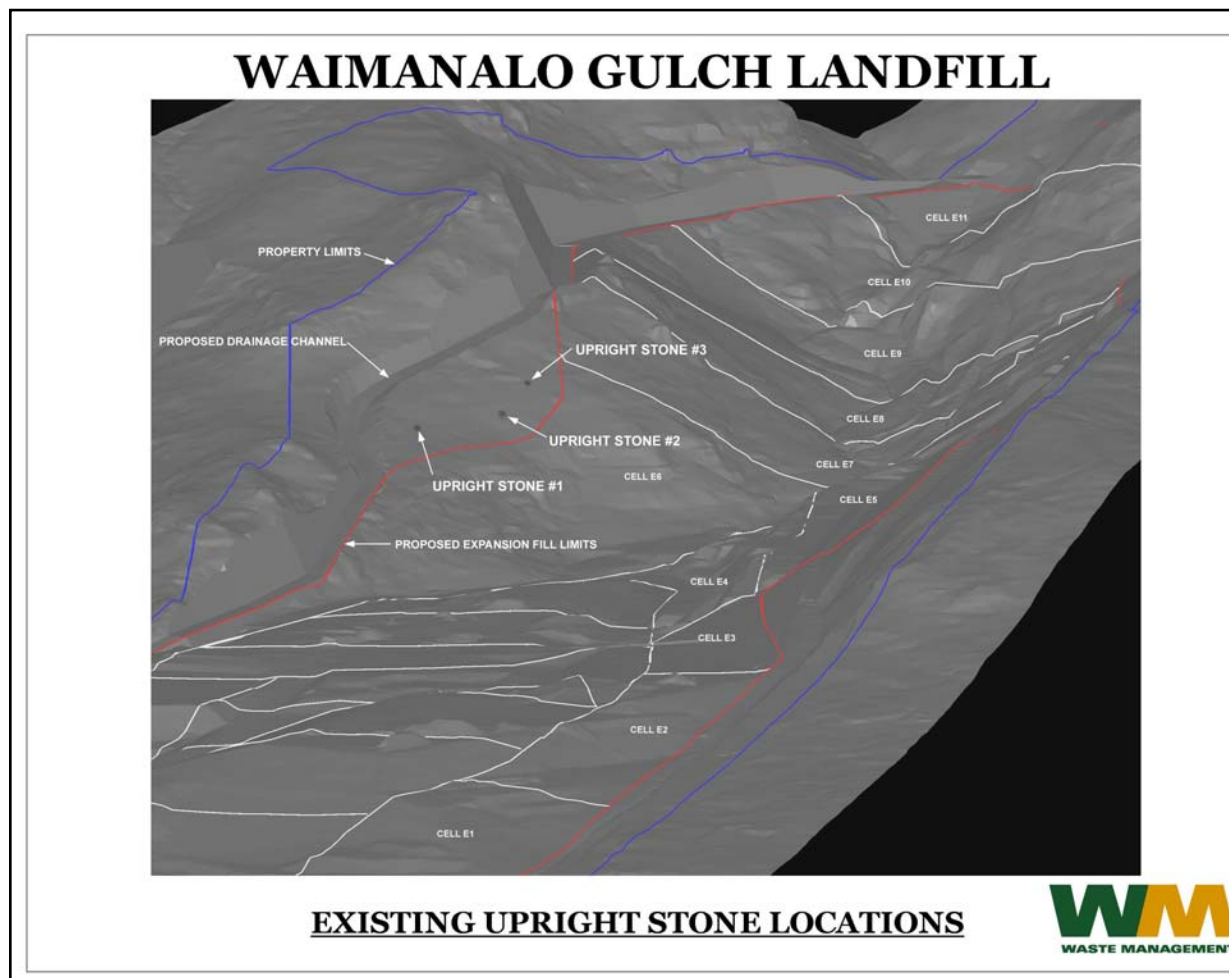 WAIMANALO GULCH LANDFILL
CELL E11
PROPERTY LIMITS
CELL E10
PROPOSED DRAINAGE CHANNEL
UPRIGHT STONE #3
CELL E9
CELL E8
UPRIGHT STONE #2
CELL E7
CELL E6
UPRIGHT STONE #1
CELL E5
PROPOSED EXPANSION FILL LIMITS
CELL E4
CELL E3
CELL E2
CELL E1
EXISTING UPRIGHT STONE LOCATIONS
WM
WASTE MANAGEMENT